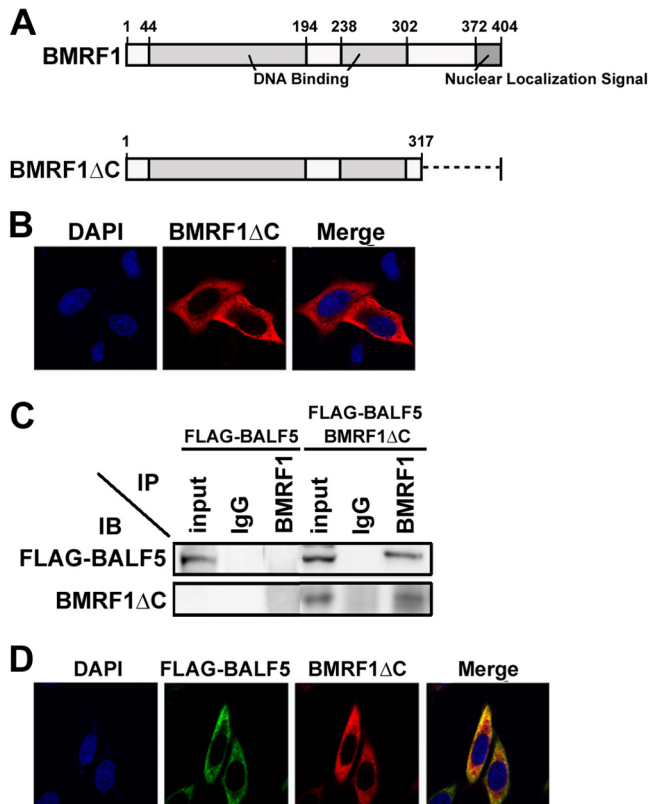 A
1 44 194 238 302 372 404
BMRF1
DNA Binding Nuclear Localization Signal
1 317
BMRF1ΔC
B
DAPI BMRF1ΔC Merge
C
FLAG-BALF5
FLAG-BALF5 BMRF1ΔC
IP
IB
input IgG BMRF1 input IgG BMRF1
FLAG-BALF5
BMRF1ΔC
D
DAPI FLAG-BALF5 BMRF1ΔC Merge